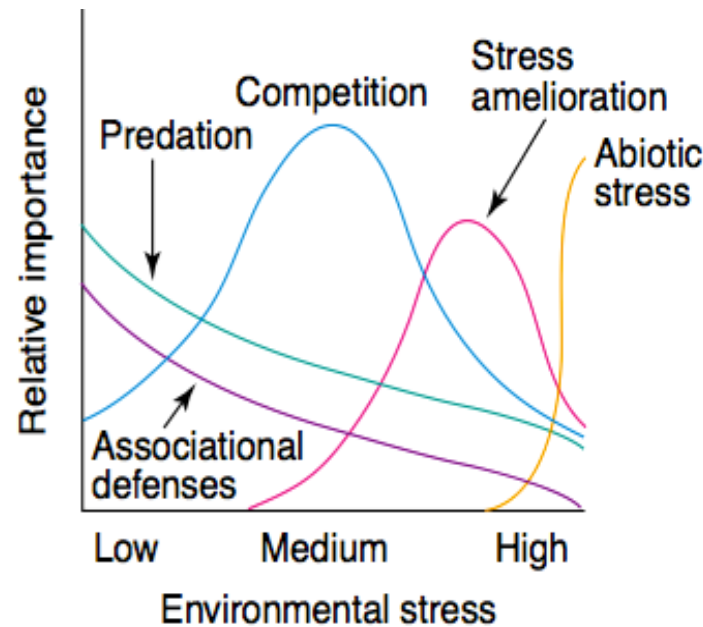 Stress
amelioration
Competition
Predation
Abiotic
stress
Relative importance
Associational
defenses
Low Medium High
Environmental stress